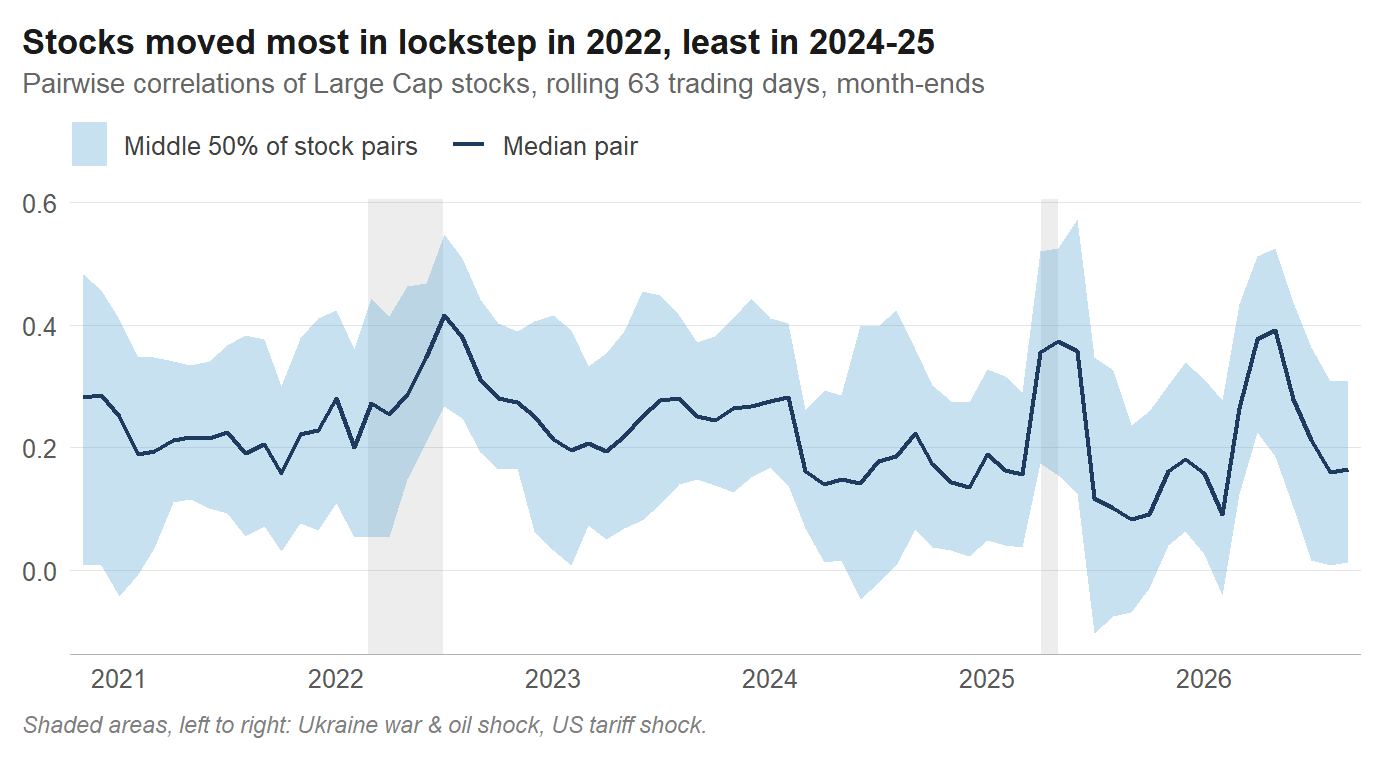 Stocks moved most in lockstep in 2022, least in 2024-25
Pairwise correlations of Large Cap stocks, rolling 63 trading days, month-ends
Middle 50% of stock pairs
Median pair
0.6
0.4
0.2
0.0
2021
2022
2023
2024
2025
2026
Shaded areas, left to right: Ukraine war & oil shock, US tariff shock.